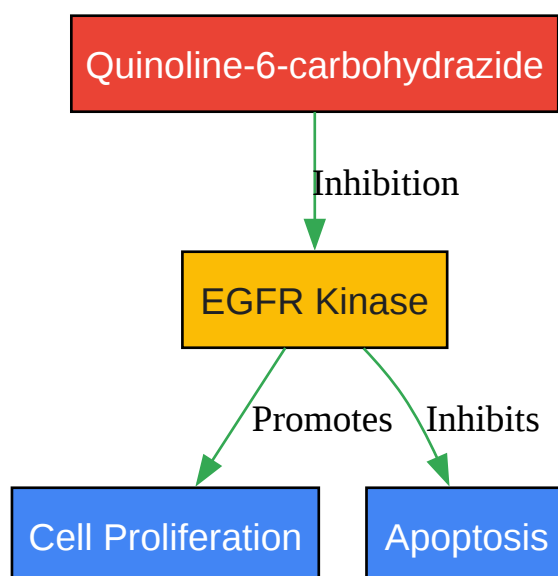 Quinoline-6-carbohydrazide
Inhibition
EGFR Kinase
Promotes
Inhibits
Cell Proliferation
Apoptosis